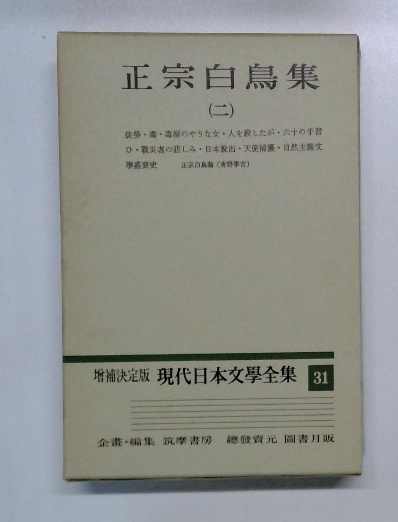 正宗白鳥集
(二)
徒勞・毒・毒婦のやうな女・人を殺したが・六十の手習
ひ・戰災者の悲しみ・日本脱出・天使捕獲・自然主義文
學盛衰史 正宗白鳥論(靑野季吉)
增補決定版 現代日本文學全集 31
企畫・編集 筑摩書房 總發賣元 圖書月販